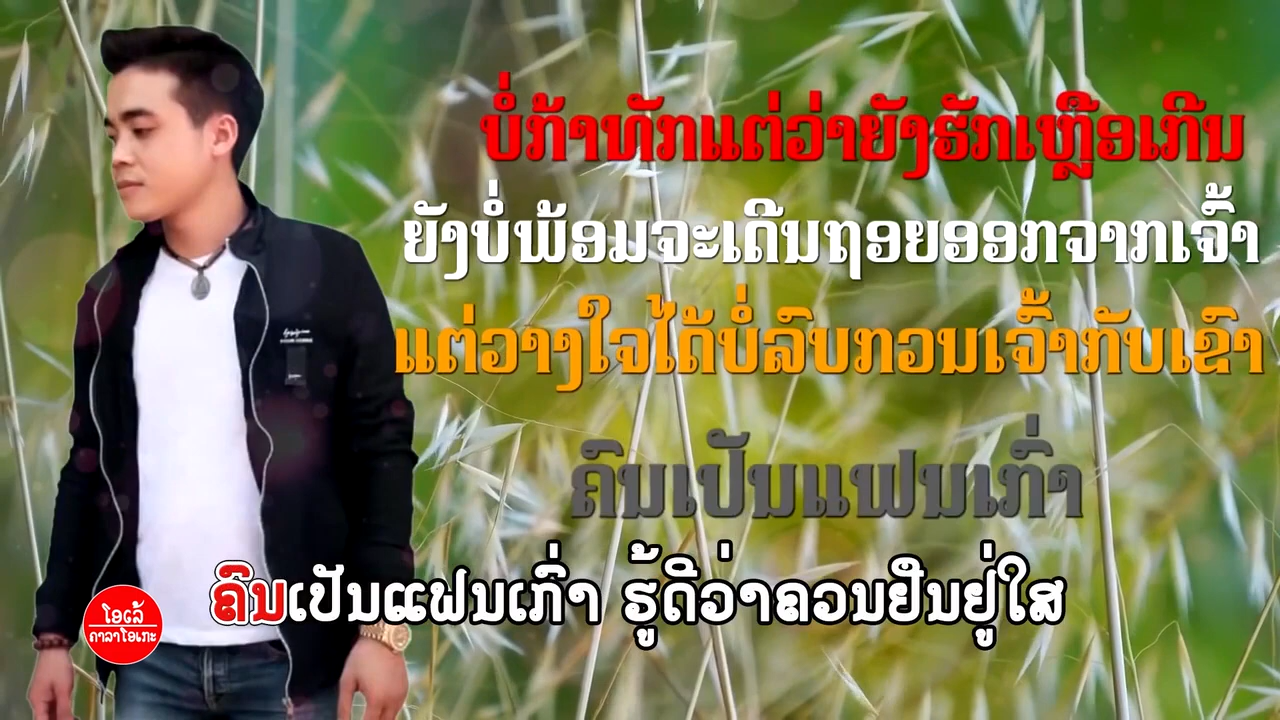 ບໍ່ກ້າທັກແຕ່ວ່າຍັງຮັກເຫຼືອເກີນ
ຍັງບໍ່ພ້ອມຈະເດີນຖອຍອອກຈາກເຈົ້າ
ແຕ່ວາງໃຈໄດ້ບໍ່ລົບກວນເຈົ້າກັບເຂົາ
ຄົນເປັນແຟນເກົ່າ
ຄົນເປັນແຟນເກົ່າ ຮູ້ດີວ່າຄວນຢືນຢູ່ໃສ
ໂອເລ້
ຄາລາໂອເກະ